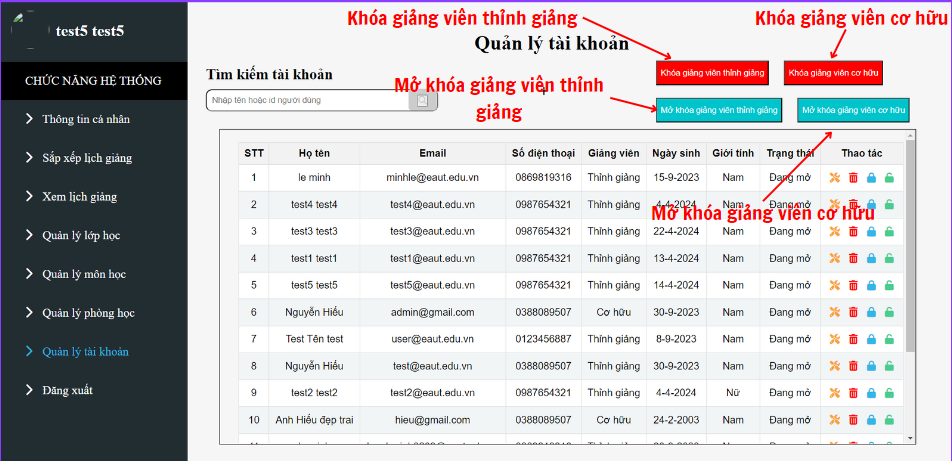 test5 test5
CHỨC NĂNG HỆ THỐNG
Thông tin cá nhân
Sắp xếp lịch giảng
Xem lịch giảng
Quản lý lớp học
Quản lý môn học
Quản lý phòng học
Quản lý tài khoản
Đăng xuất
Khóa giảng viên thỉnh giảng
Khóa giảng viên cơ hữu
Quản lý tài khoản
Tìm kiếm tài khoản
Nhập tên hoặc id người dùng
Mở khóa giảng viên thỉnh
giảng
Khóa giảng viên thỉnh giảng
Khóa giảng viên cơ hữu
Mở khóa giảng viên thỉnh giảng
Mở khóa giảng viên cơ hữu
STT Họ tên Email Số điện thoại Giảng viên Ngày sinh Giới tính Trạng thái Thao tác
1 le minh minhle@eaut.edu.vn 0869819316 Thỉnh giảng 15-9-2023 Nam Đang mở
2 test4 test4 test4@eaut.edu.vn 0987654321 Thỉnh giảng 4-4-2024 Nam Đang mở
Mở khóa giảng viên cơ hữu
3 test3 test3 test3@eaut.edu.vn 0987654321 Thỉnh giảng 22-4-2024 Nam Đang mở
4 test1 test1 test1@eaut.edu.vn 0987654321 Thỉnh giảng 13-4-2024 Nam Đang mở
5 test5 test5 test5@eaut.edu.vn 0987654321 Thỉnh giảng 14-4-2024 Nam Đang mở
6 Nguyễn Hiếu admin@gmail.com 0388089507 Cơ hữu 30-9-2023 Nam Đang mở
7 Test Tên test user@eaut.edu.vn 0123456887 Thỉnh giảng 8-9-2023 Nam Đang mở
8 Nguyễn Hiếu test@eaut.edu.vn 0388089507 Thỉnh giảng 30-9-2023 Nam Đang mở
9 test2 test2 test2@eaut.edu.vn 0987654321 Thỉnh giảng 4-4-2024 Nữ Đang mở
10 Anh Hiếu đẹp trai hieu@gmail.com 0388089507 Cơ hữu 24-2-2003 Nam Đang mở